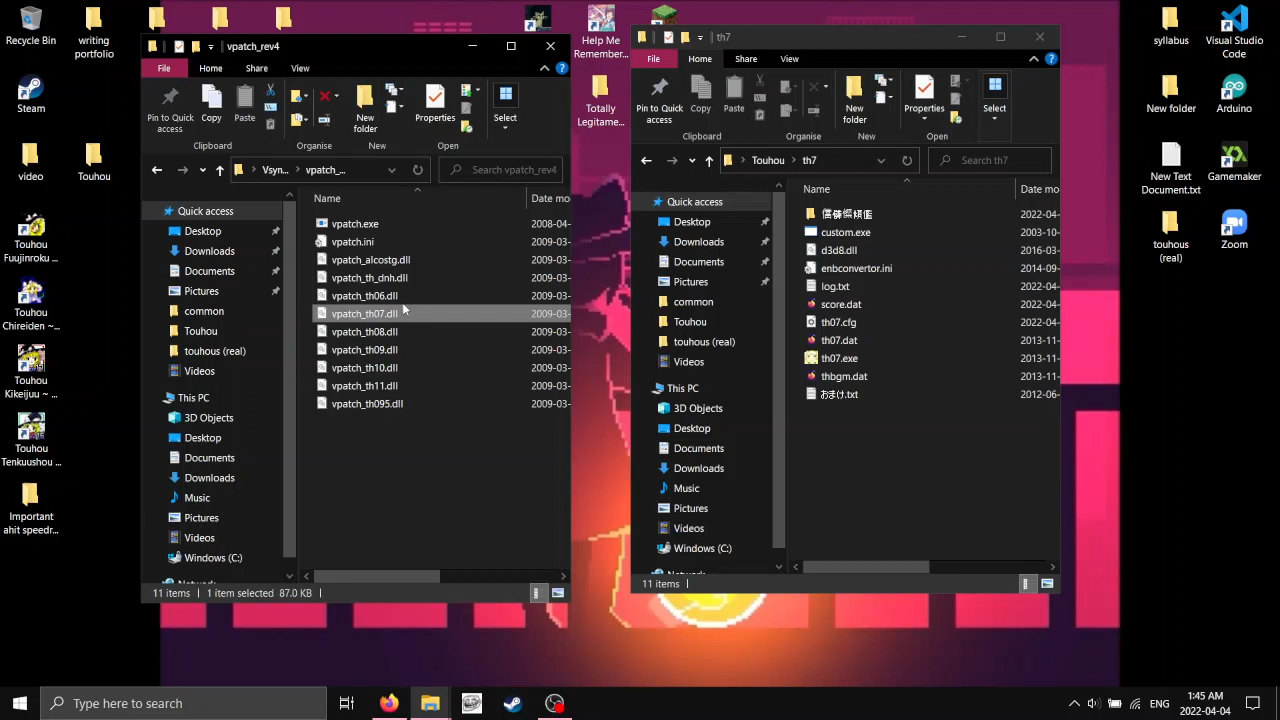 Recycle Bin
writing
portfolio
Steam
video
Touhou
Touhou
Fuujinroku ...
Touhou
Chireiden ~...
Touhou
Kikeijuu ~...
Touhou
Tenkuushou ...
Important
ahit speedr...
Help Me
Remember...
Totally
Legitame...
syllabus
Visual Studio
Code
New folder
Arduino
New Text
Document.txt
Gamemaker
touhous
(real)
Zoom
vpatch_rev4
File
Home
Share
View
Pin to Quick
access
Copy
Paste
New
folder
Properties
Select
Clipboard
Organise
New
Open
Vsyn...
vpatch_...
Search vpatch_rev4
Quick access
Desktop
Downloads
Documents
Pictures
common
Touhou
touhous (real)
Videos
This PC
3D Objects
Desktop
Documents
Downloads
Music
Pictures
Videos
Windows (C:)
Network
Name
Date mo
vpatch.exe
2008-04-
vpatch.ini
2009-03-
vpatch_alcostg.dll
2009-03-
vpatch_th_dnh.dll
2009-03-
vpatch_th06.dll
2009-03-
vpatch_th07.dll
2009-03-
vpatch_th08.dll
2009-03-
vpatch_th09.dll
2009-03-
vpatch_th10.dll
2009-03-
vpatch_th11.dll
2009-03-
vpatch_th095.dll
2009-03-
11 items
1 item selected 87.0 KB
th7
File
Home
Share
View
Pin to Quick
access
Copy
Paste
New
folder
Properties
Select
Clipboard
Organise
New
Open
Touhou
th7
Search th7
Quick access
Desktop
Downloads
Documents
Pictures
common
Touhou
touhous (real)
Videos
This PC
3D Objects
Desktop
Documents
Downloads
Music
Pictures
Videos
Windows (C:)
Name
Date mo
2022-04-
custom.exe
2003-10-
d3d8.dll
2016-03-
enbconvertor.ini
2014-09-
log.txt
2022-04-
score.dat
2022-04-
th07.cfg
2022-04-
th07.dat
2013-11-
th07.exe
2013-11-
thbgm.dat
2013-11-
おまけ.txt
2012-06-
11 items
Type here to search
ENG
1:45 AM
2022-04-04